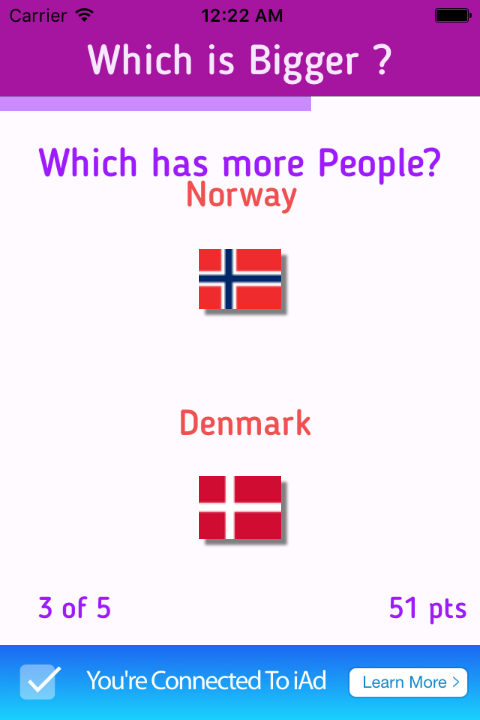 Carrier 12:22 AM
Which is Bigger ?
Which has more People?
Norway
Denmark
3 of 5 51 pts
You're Connected To iAd Learn More >